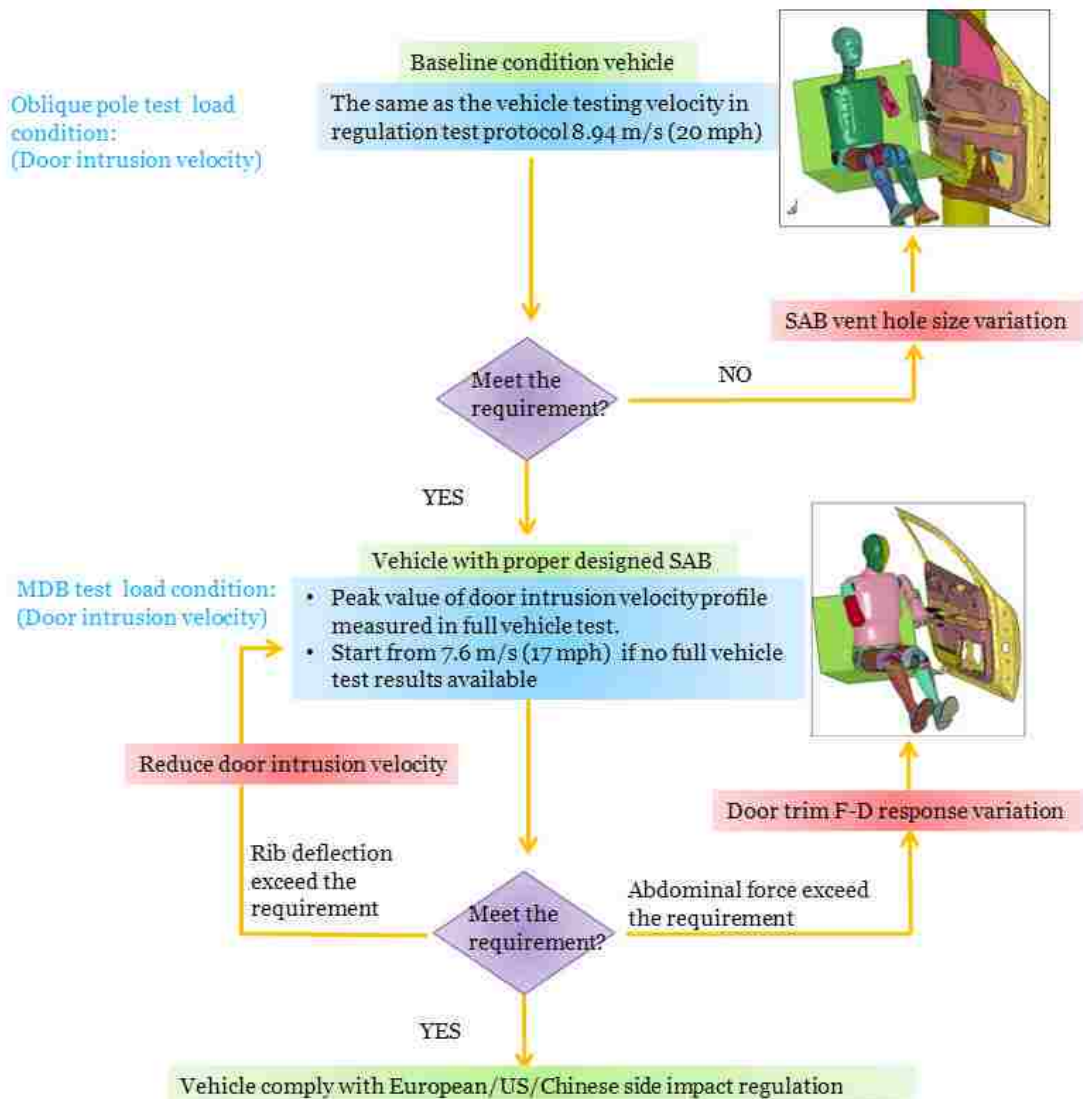 Baseline condition vehicle
Oblique pole test load
condition:
(Door intrusion velocity)
The same as the vehicle testing velocity in
regulation test protocol 8.94 m/s (20 mph)
SAB vent hole size variation
Meet the
requirement?
NO
YES
Vehicle with proper designed SAB
MDB test load condition:
(Door intrusion velocity)
• Peak value of door intrusion velocity profile
measured in full vehicle test.
• Start from 7.6 m/s (17 mph) if no full vehicle
test results available
Reduce door intrusion velocity
Door trim F-D response variation
Rib deflection
exceed the
requirement
Meet the
requirement?
Abdominal force exceed
the requirement
YES
Vehicle comply with European/US/Chinese side impact regulation